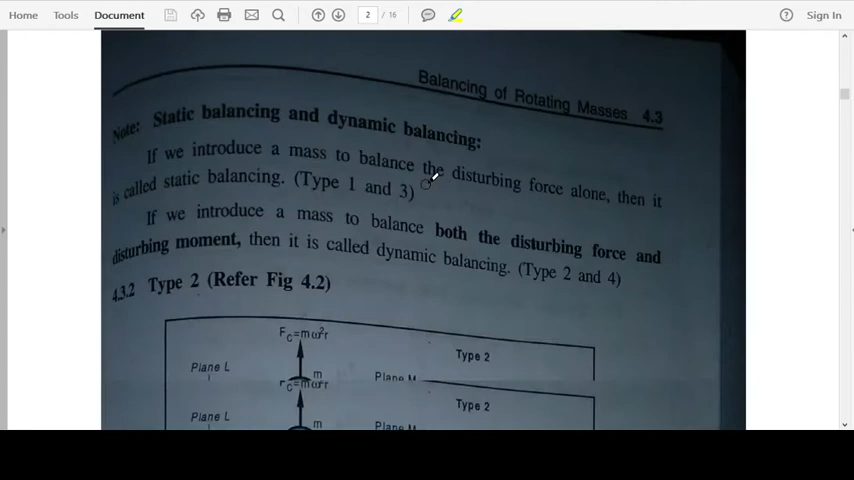 Home Tools Document 2 / 16 Sign In
Balancing of Rotating Masses 4.3
Note: Static balancing and dynamic balancing:
If we introduce a mass to balance the disturbing force alone, then it
is called static balancing. (Type 1 and 3)
If we introduce a mass to balance both the disturbing force and
disturbing moment, then it is called dynamic balancing. (Type 2 and 4)
4.3.2 Type 2 (Refer Fig 4.2)
F_C=mω²r
Type 2
Plane L
m
Plane M
F_C=mω²r
Type 2
Plane L
m
Plane M